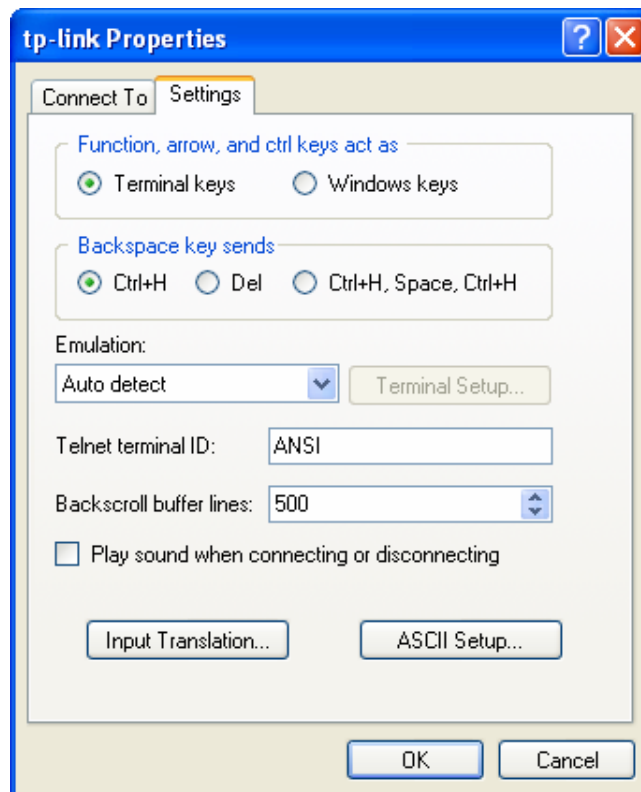 tp-link Properties
Connect To Settings
Function, arrow, and ctrl keys act as
Terminal keys Windows keys
Backspace key sends
Ctrl+H Del Ctrl+H, Space, Ctrl+H
Emulation:
Auto detect Terminal Setup...
Telnet terminal ID: ANSI
Backscroll buffer lines: 500
Play sound when connecting or disconnecting
Input Translation... ASCII Setup...
OK Cancel